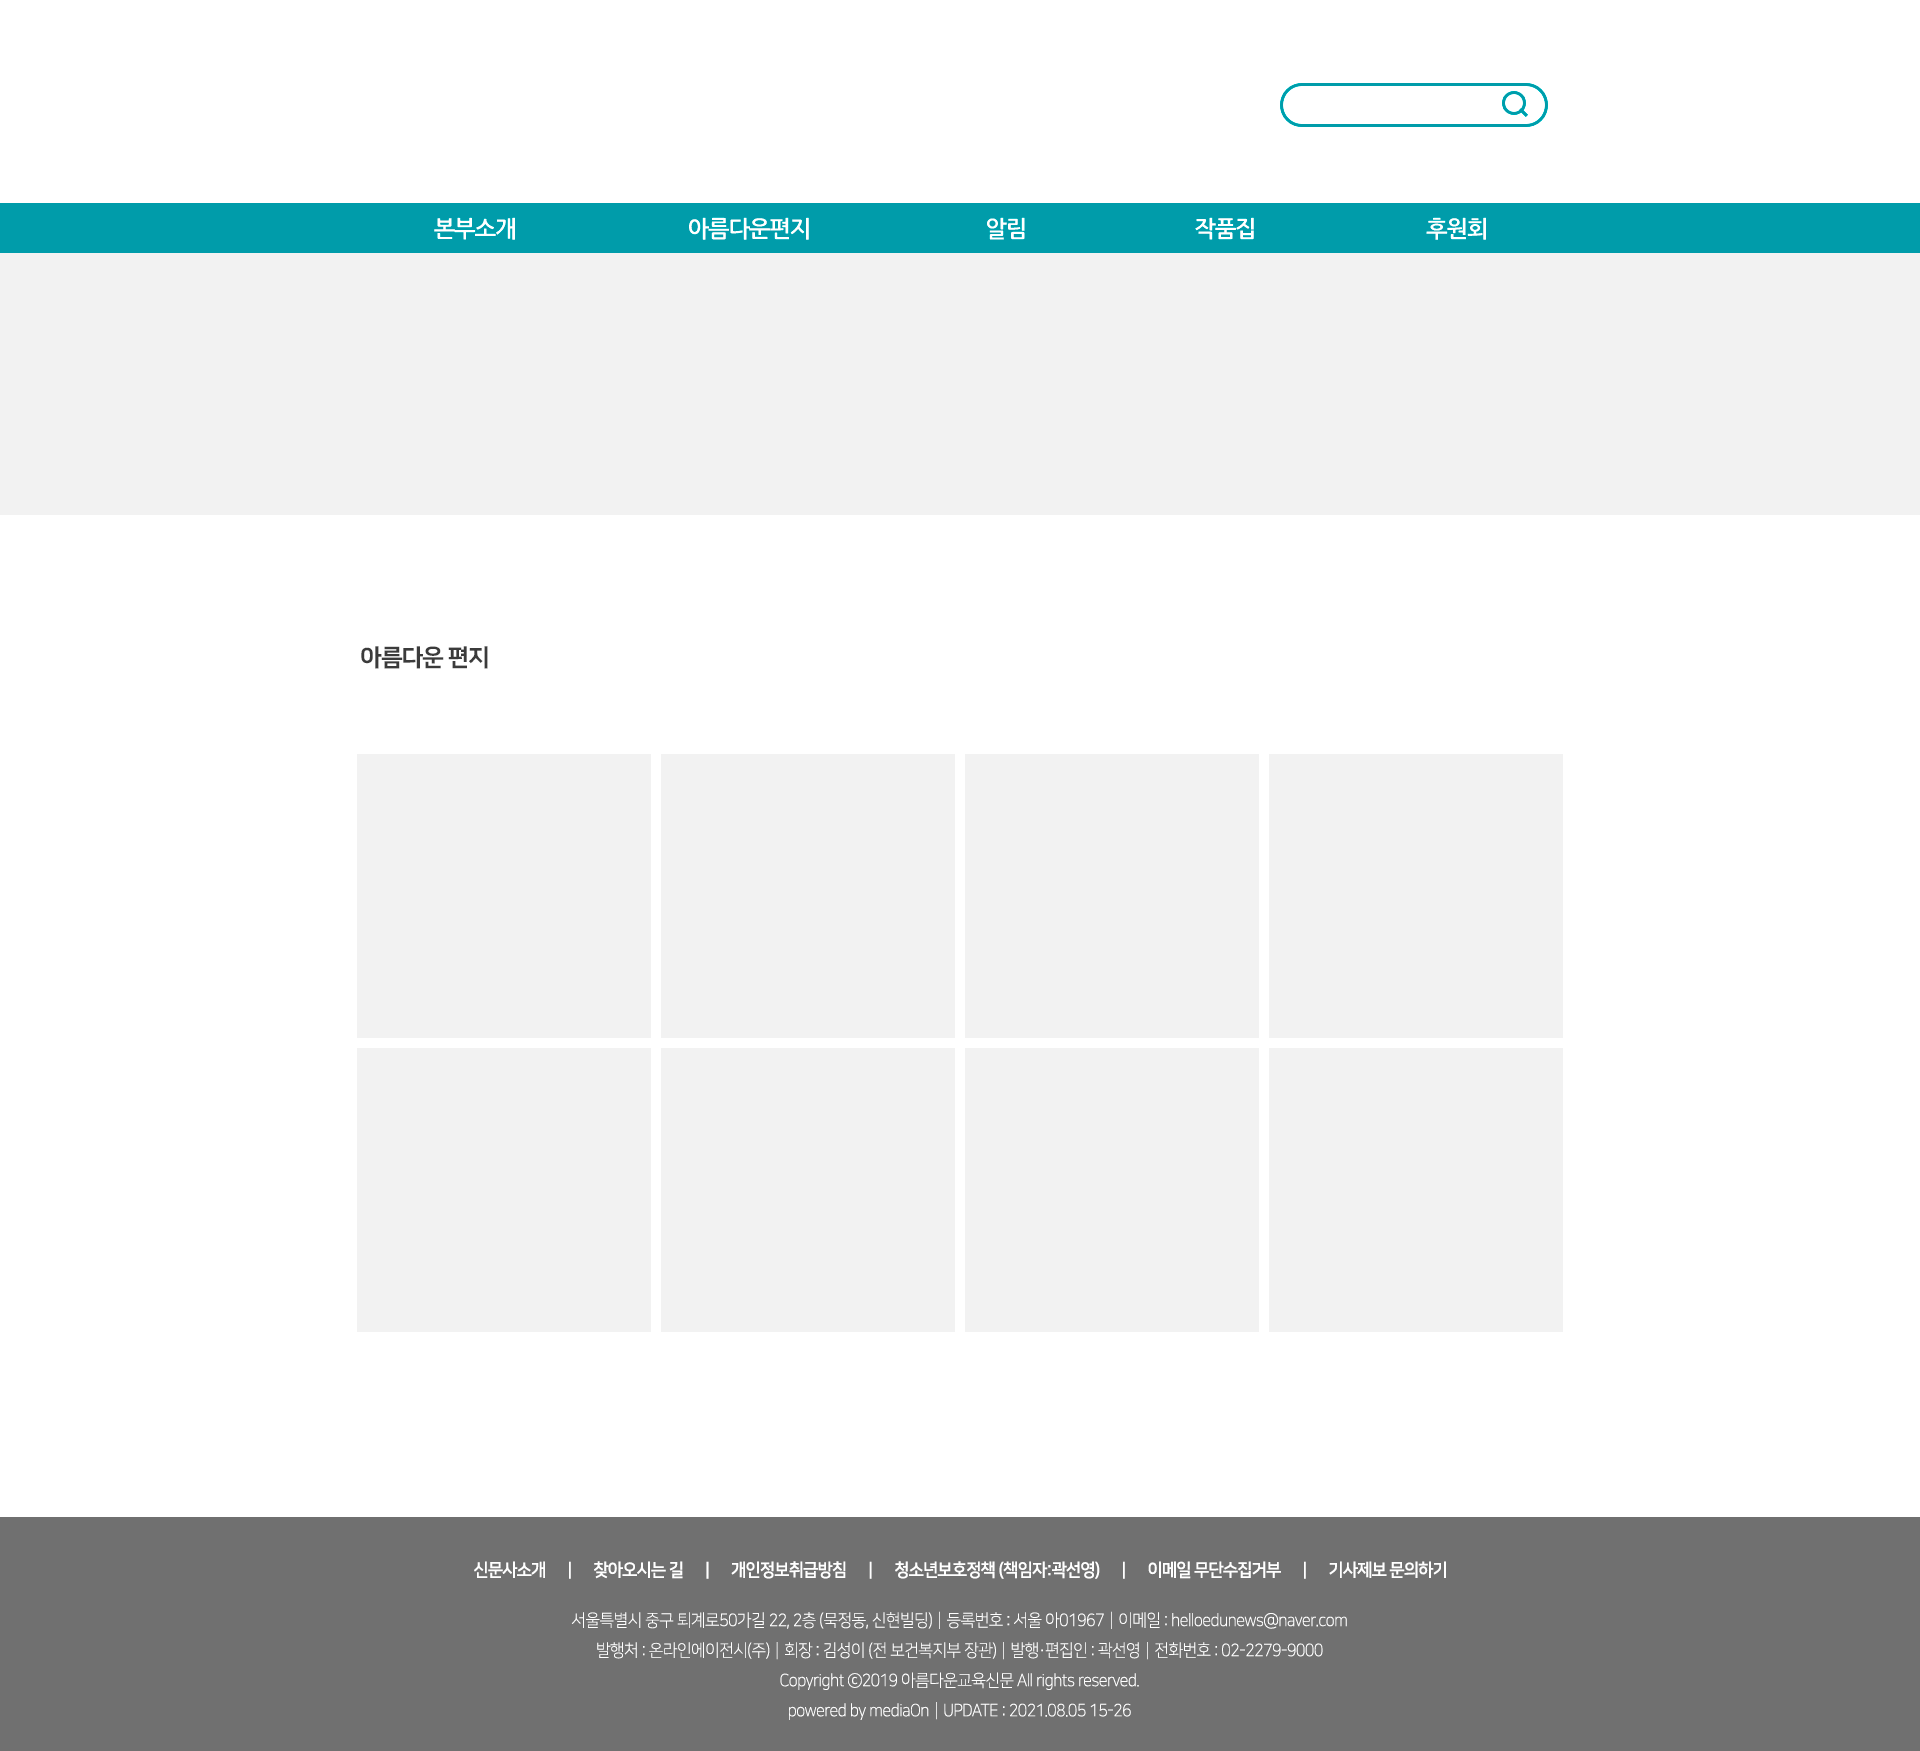 본부소개 아름다운편지 알림 작품집 후원회
아름다운 편지
신문사소개 | 찾아오시는 길 | 개인정보취급방침 | 청소년보호정책 (책임자:곽선영) | 이메일 무단수집거부 | 기사제보 문의하기
서울특별시 중구 퇴계로50가길 22, 2층 (묵정동, 신현빌딩) | 등록번호 : 서울 아01967 | 이메일 : helloedunews@naver.com
발행처 : 온라인에이전시(주) | 회장 : 김성이 (전 보건복지부 장관) | 발행·편집인 : 곽선영 | 전화번호 : 02-2279-9000
Copyright ⓒ2019 아름다운교육신문 All rights reserved.
powered by mediaOn | UPDATE : 2021.08.05 15-26